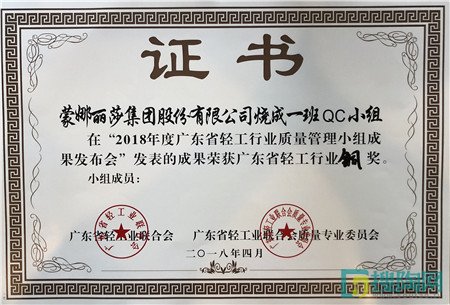 证书
蒙娜丽莎集团股份有限公司烧成一班QC小组
在“2018年度广东省轻工行业质量管理小组成
果发布会”发表的成果荣获广东省轻工行业铜奖。
小组成员：
广东省轻工业联合会 广东省轻工业联合会质量专业委员会
二〇一八年四月